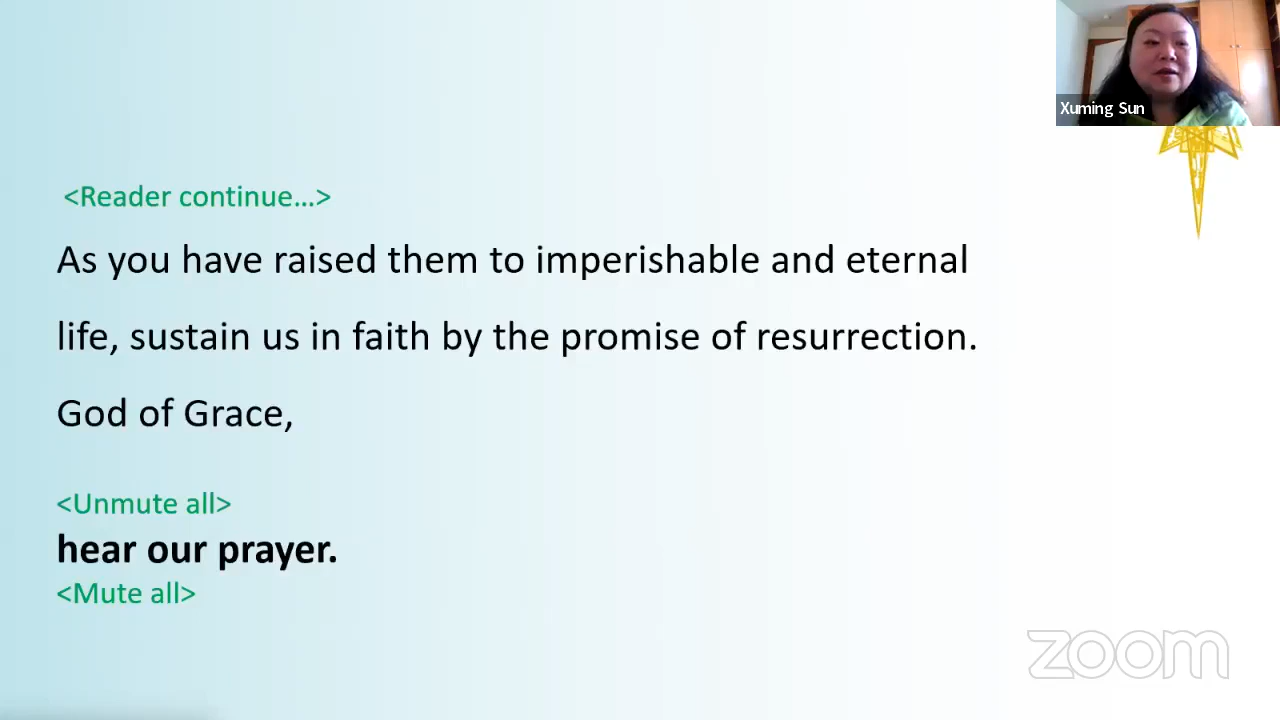 Xuming Sun
<Reader continue...>
As you have raised them to imperishable and eternal
life, sustain us in faith by the promise of resurrection.
God of Grace,
<Unmute all>
hear our prayer.
<Mute all>
zoom